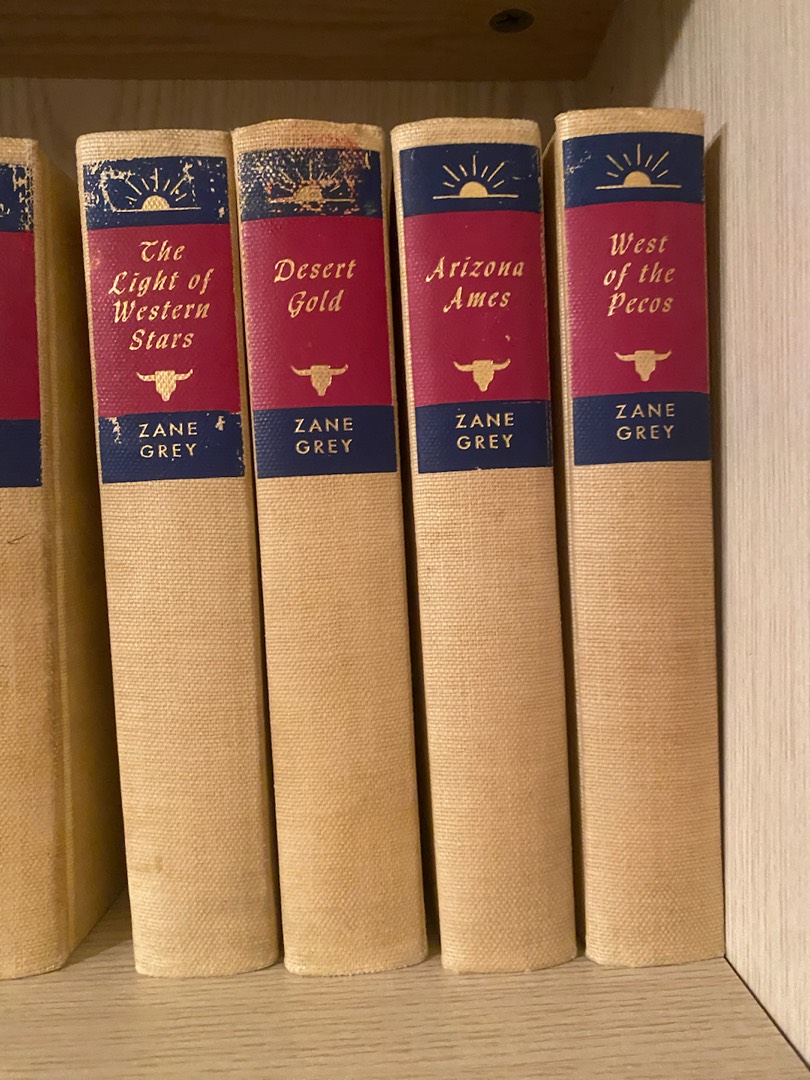 The
Light of
Western
Stars
ZANE
GREY
Desert
Gold
ZANE
GREY
Arizona
Ames
ZANE
GREY
West
of the
Pecos
ZANE
GREY